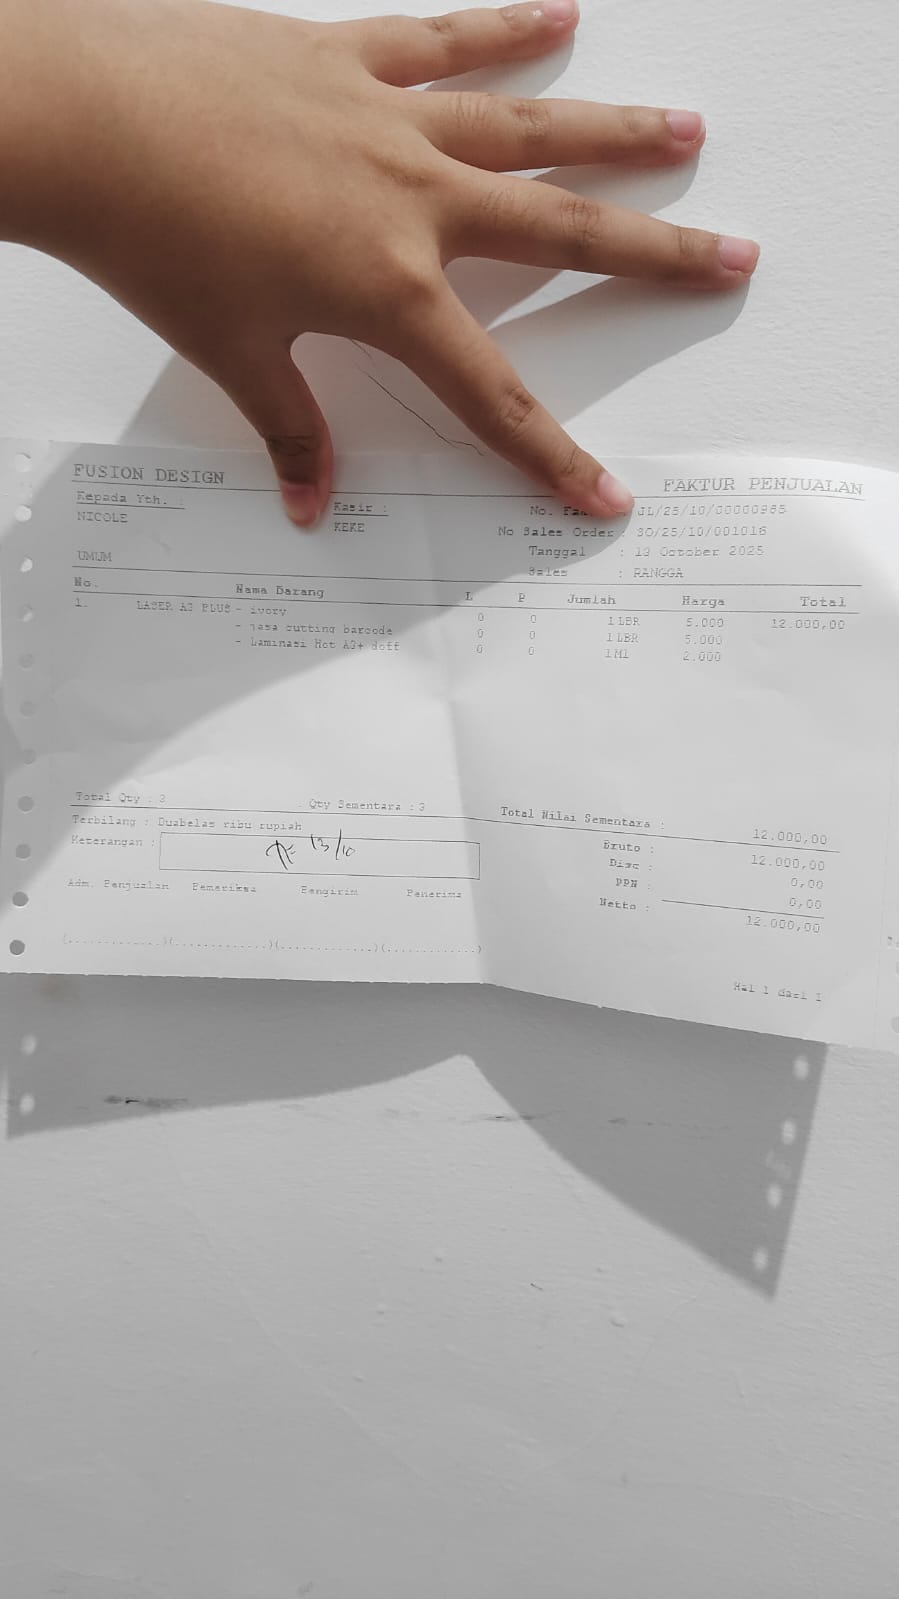 FUSION DESIGN
FAKTUR PENJUALAN
Kepada Yth. :
NICOLE
UMUM
Kasir :
KEKE
No. JL/25/10/00000985
No Sales Order : SO/25/10/001016
Tanggal : 13 October 2025
Sales : RANGGA
No. Nama Barang L P Jumlah Harga Total
1. LASER A3 PLUS - ivory 0 0 1 LBR 5.000 12.000,00
- jasa cutting barcode 0 0 1 LBR 5.000
- Laminasi Hot A3+ doff 0 0 1 M1 2.000
Total Qty : 3 Qty Sementara : 3
Terbilang : Duabelas ribu rupiah
Keterangan : 13/10
Total Nilai Sementara : 12.000,00
Bruto : 12.000,00
Disc : 0,00
PPN : 0,00
Netto : 12.000,00
Adm. Penjualan Pemeriksa Pengirim Penerima
(.............)(.............)(.............)(.............)
Hal 1 dari 1